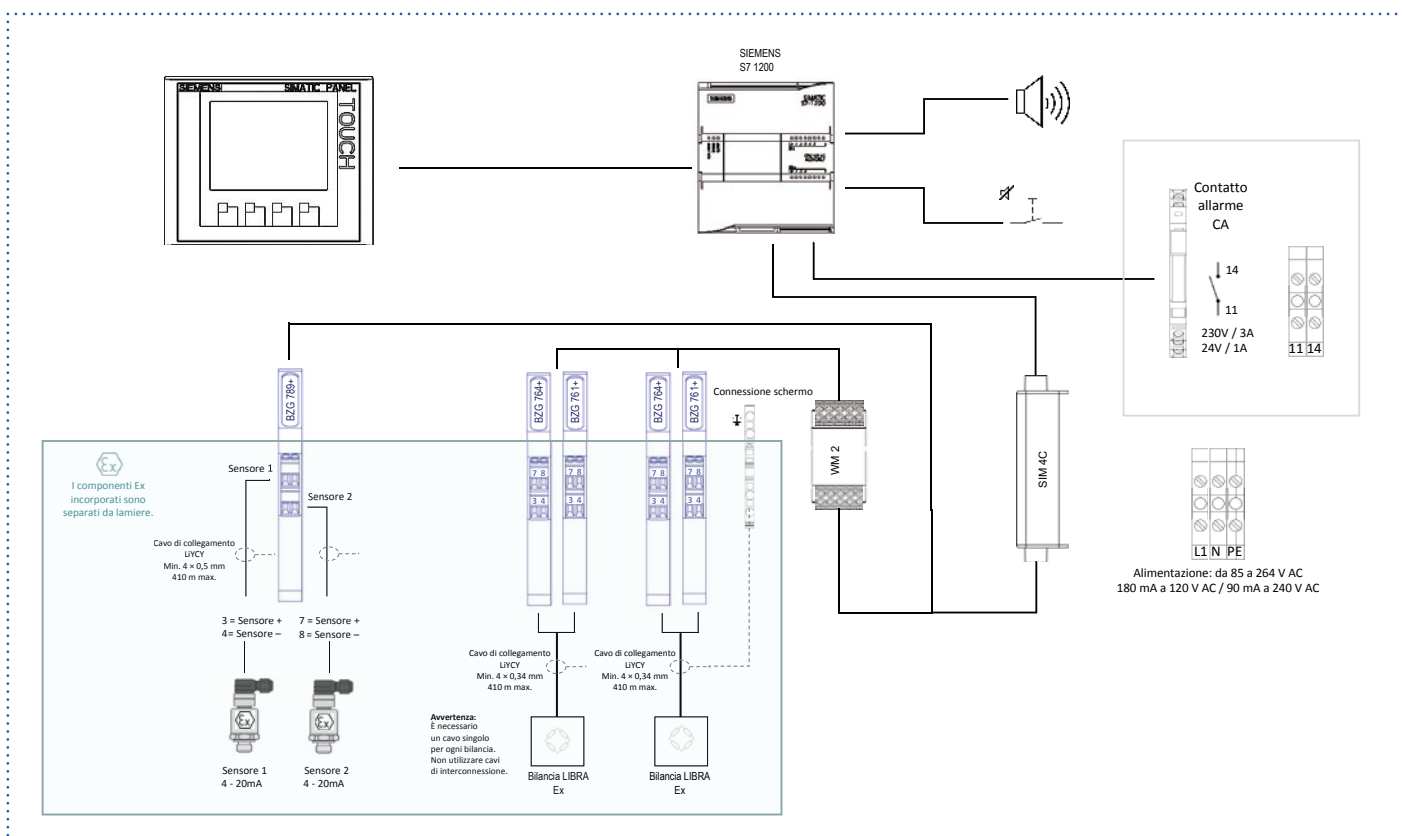 SIEMENS
S7 1200
SIEMENS
SIMATIC PANEL
TOUCH
SIEMENS
SIMATIC
S7-1200
Contatto
allarme
CA
14
11
230V / 3A
24V / 1A
11 14
BZG 789+
BZG 764+
BZG 761+
BZG 764+
BZG 761+
Connessione schermo
WM 2
SIM 4C
Ex
I componenti Ex
incorporati sono
separati da lamiere.
Sensore 1
Sensore 2
7 8
3 4
7 8
3 4
7 8
3 4
7 8
3 4
Cavo di collegamento
LiYCY
Min. 4 × 0,5 mm
410 m max.
3 = Sensore +
4= Sensore –
7 = Sensore +
8 = Sensore –
Cavo di collegamento
LiYCY
Min. 4 × 0,34 mm
410 m max.
Cavo di collegamento
LiYCY
Min. 4 × 0,34 mm
410 m max.
Avvertenza:
È necessario
un cavo singolo
per ogni bilancia.
Non utilizzare cavi
di interconnessione.
Ex
Ex
Sensore 1
4 - 20mA
Sensore 2
4 - 20mA
Bilancia LIBRA
Ex
Bilancia LIBRA
Ex
L1 N PE
Alimentazione: da 85 a 264 V AC
180 mA a 120 V AC / 90 mA a 240 V AC